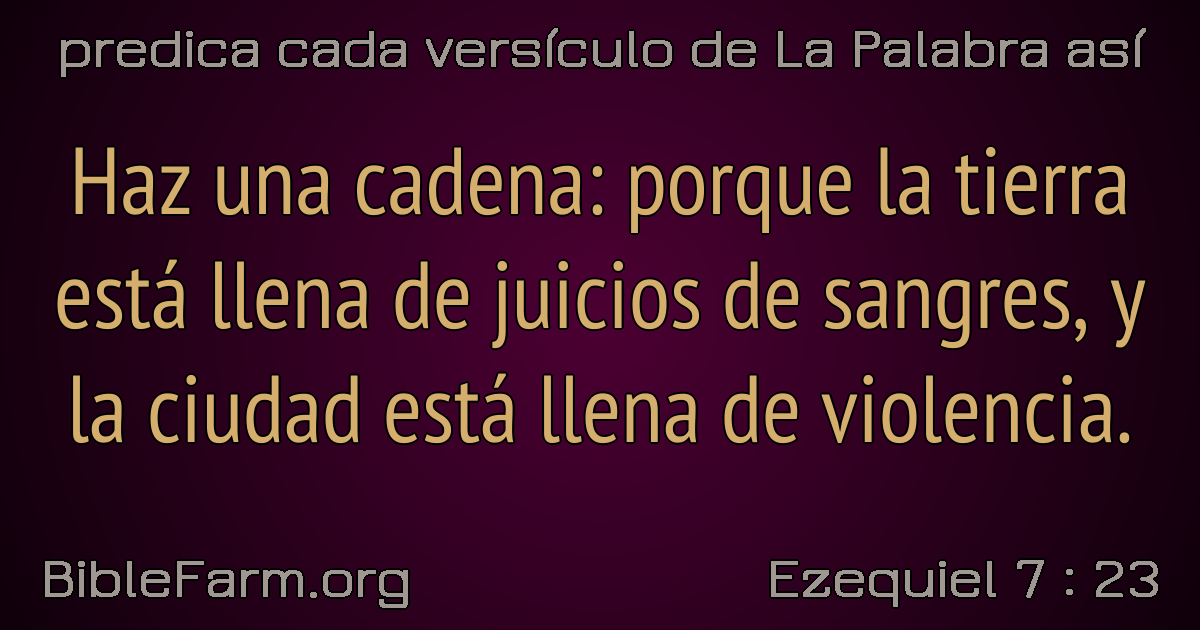 predica cada versículo de La Palabra así
Haz una cadena: porque la tierra
está llena de juicios de sangres, y
la ciudad está llena de violencia.
BibleFarm.org
Ezequiel 7 : 23